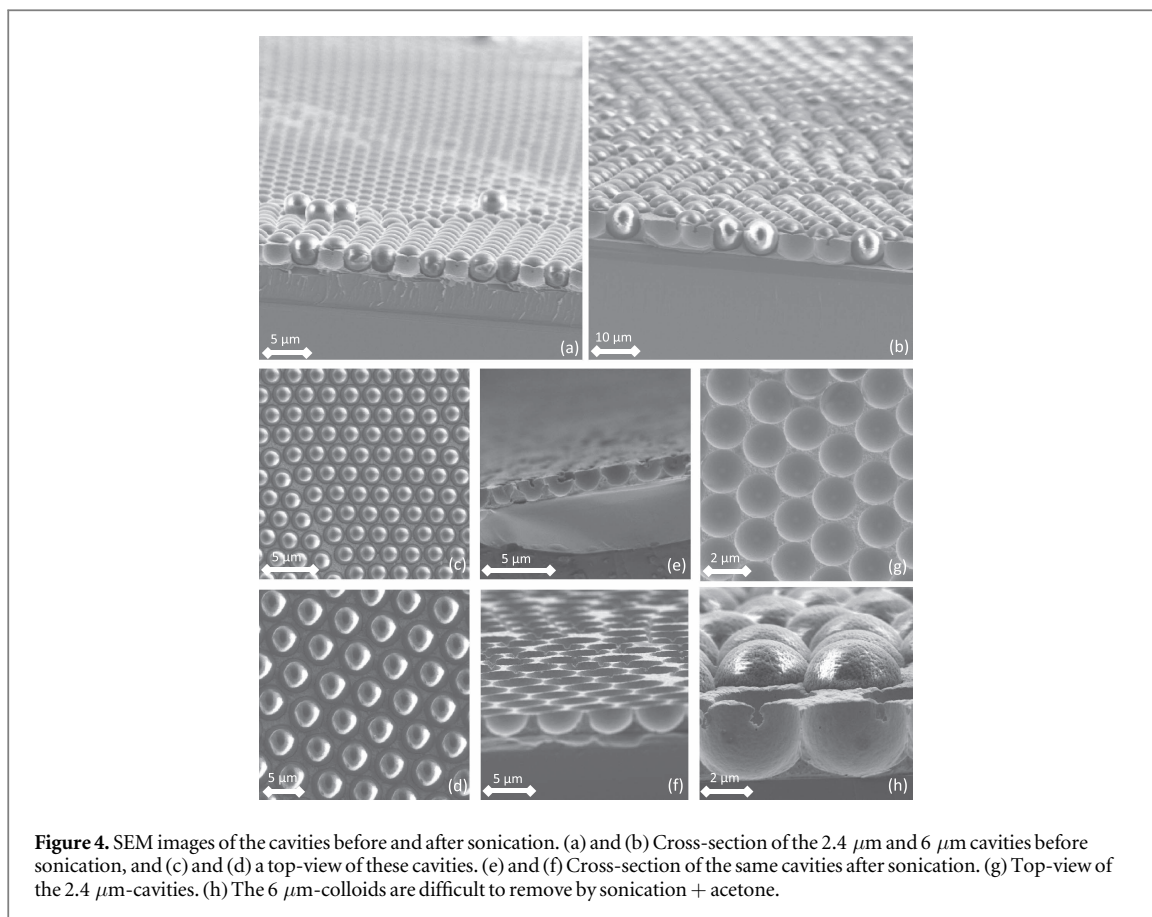 5 μm (a)
10 μm (b)
5 μm (c)
5 μm (e)
2 μm (g)
5 μm (d)
5 μm (f)
2 μm (h)
Figure 4. SEM images of the cavities before and after sonication. (a) and (b) Cross-section of the 2.4 μm and 6 μm cavities before
sonication, and (c) and (d) a top-view of these cavities. (e) and (f) Cross-section of the same cavities after sonication. (g) Top-view of
the 2.4 μm-cavities. (h) The 6 μm-colloids are difficult to remove by sonication + acetone.